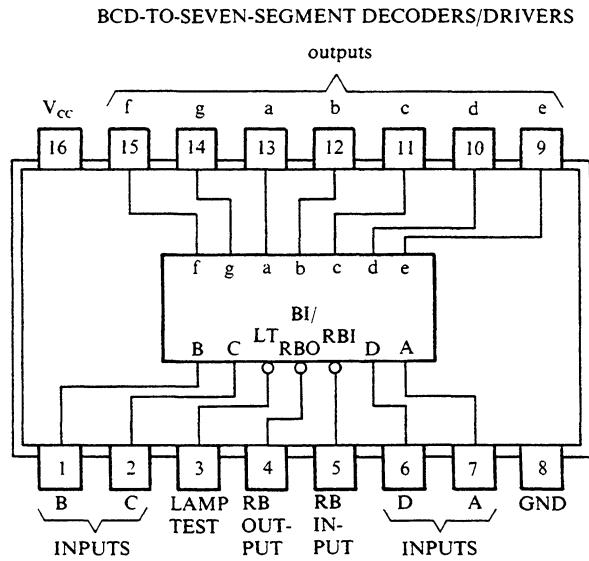 BCD-TO-SEVEN-SEGMENT DECODERS/DRIVERS
outputs
VCC f g a b c d e
16 15 14 13 12 11 10 9
f g a b c d e
BI/
LT RBI
B C RBO D A
1 2 3 4 5 6 7 8
B C LAMP RB RB D A GND
TEST OUT- IN-
INPUTS PUT PUT INPUTS